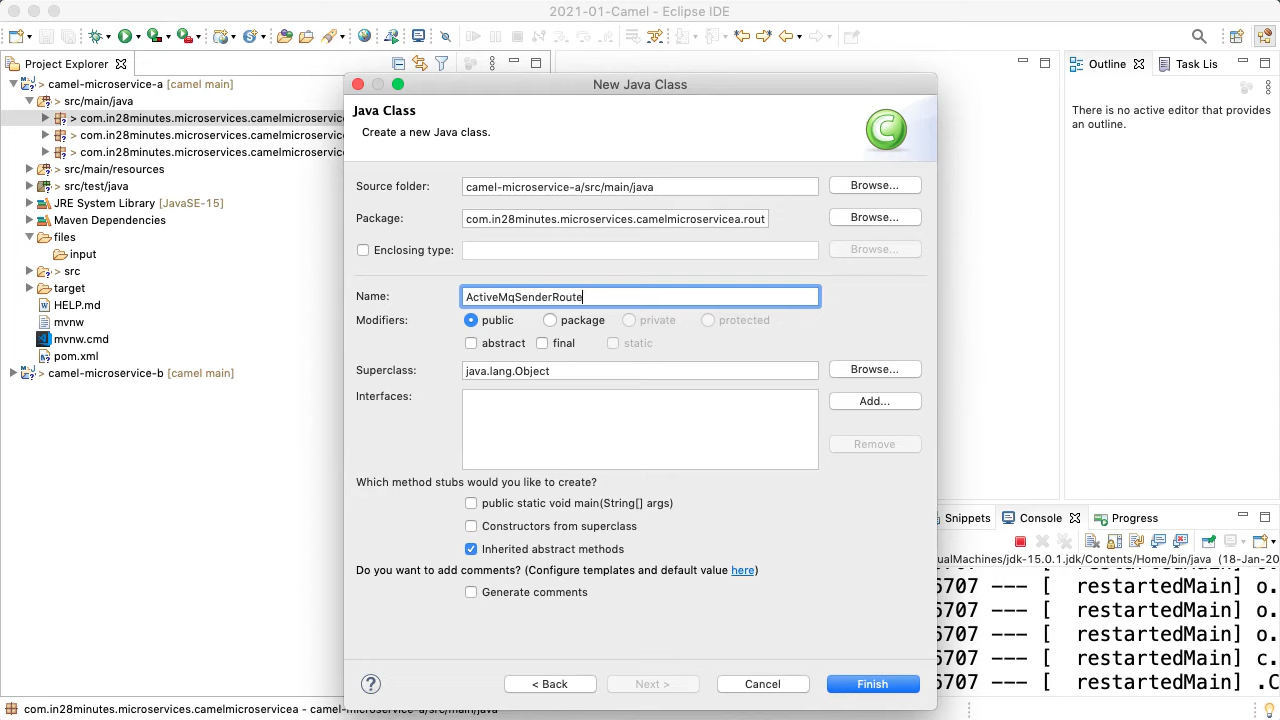 2021-01-Camel - Eclipse IDE
Project Explorer
Outline
Task Lis
camel-microservice-a [camel main]
src/main/java
com.in28minutes.microservices.camelmicroservice
com.in28minutes.microservices.camelmicroservice
com.in28minutes.microservices.camelmicroservice
src/main/resources
src/test/java
JRE System Library [JavaSE-15]
Maven Dependencies
files
input
src
target
HELP.md
mvnw
mvnw.cmd
pom.xml
camel-microservice-b [camel main]
There is no active editor that provides
an outline.
New Java Class
Java Class
Create a new Java class.
Source folder: camel-microservice-a/src/main/java Browse...
Package: com.in28minutes.microservices.camelmicroservicea.rout Browse...
Enclosing type: Browse...
Name: ActiveMqSenderRoute
Modifiers: public package private protected
abstract final static
Superclass: java.lang.Object Browse...
Interfaces: Add...
Remove
Which method stubs would you like to create?
public static void main(String[] args)
Constructors from superclass
Inherited abstract methods
Do you want to add comments? (Configure templates and default value here)
Generate comments
< Back Next > Cancel Finish
Snippets Console Progress
ualMachines/jdk-15.0.1.jdk/Contents/Home/bin/java (18-Jan-20
6707 --- [ restartedMain] o.
6707 --- [ restartedMain] o.
6707 --- [ restartedMain] o.
6707 --- [ restartedMain] c.
6707 --- [ restartedMain] .C
com.in28minutes.microservices.camelmicroservicea - camel-microservice-a/src/main/java